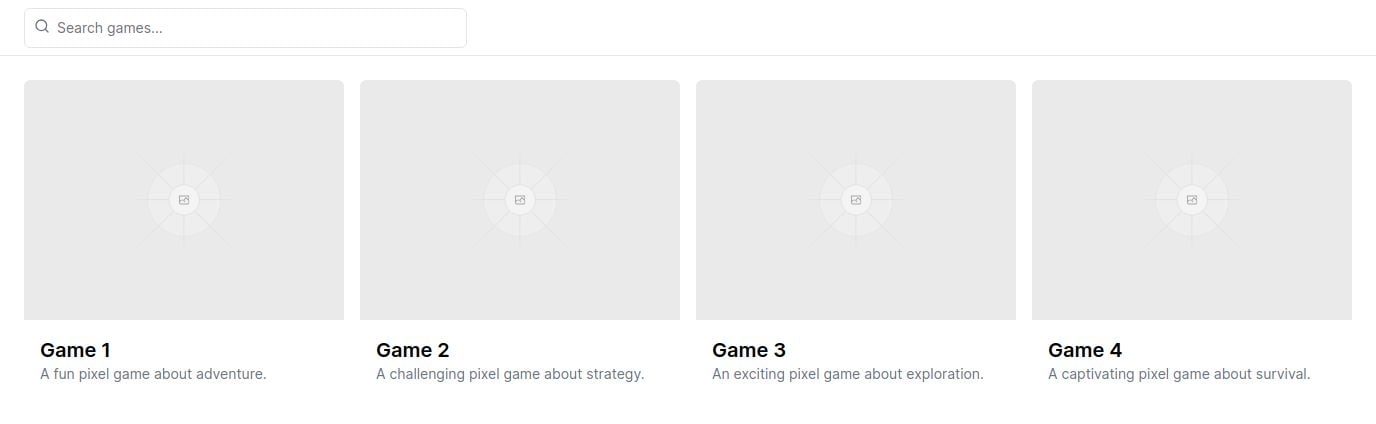 Search games...
Game 1
A fun pixel game about adventure.
Game 2
A challenging pixel game about strategy.
Game 3
An exciting pixel game about exploration.
Game 4
A captivating pixel game about survival.